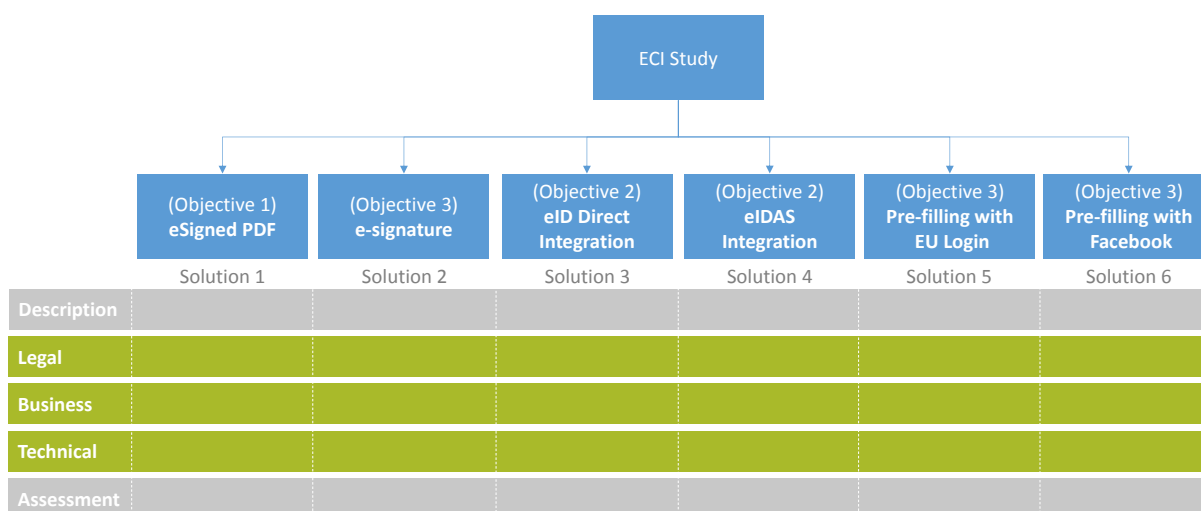 ECI Study
(Objective 1)
eSigned PDF
(Objective 3)
e-signature
(Objective 2)
eID Direct
Integration
(Objective 2)
eIDAS
Integration
(Objective 3)
Pre-filling with
EU Login
(Objective 3)
Pre-filling with
Facebook
Solution 1
Solution 2
Solution 3
Solution 4
Solution 5
Solution 6
Description
Legal
Business
Technical
Assessment